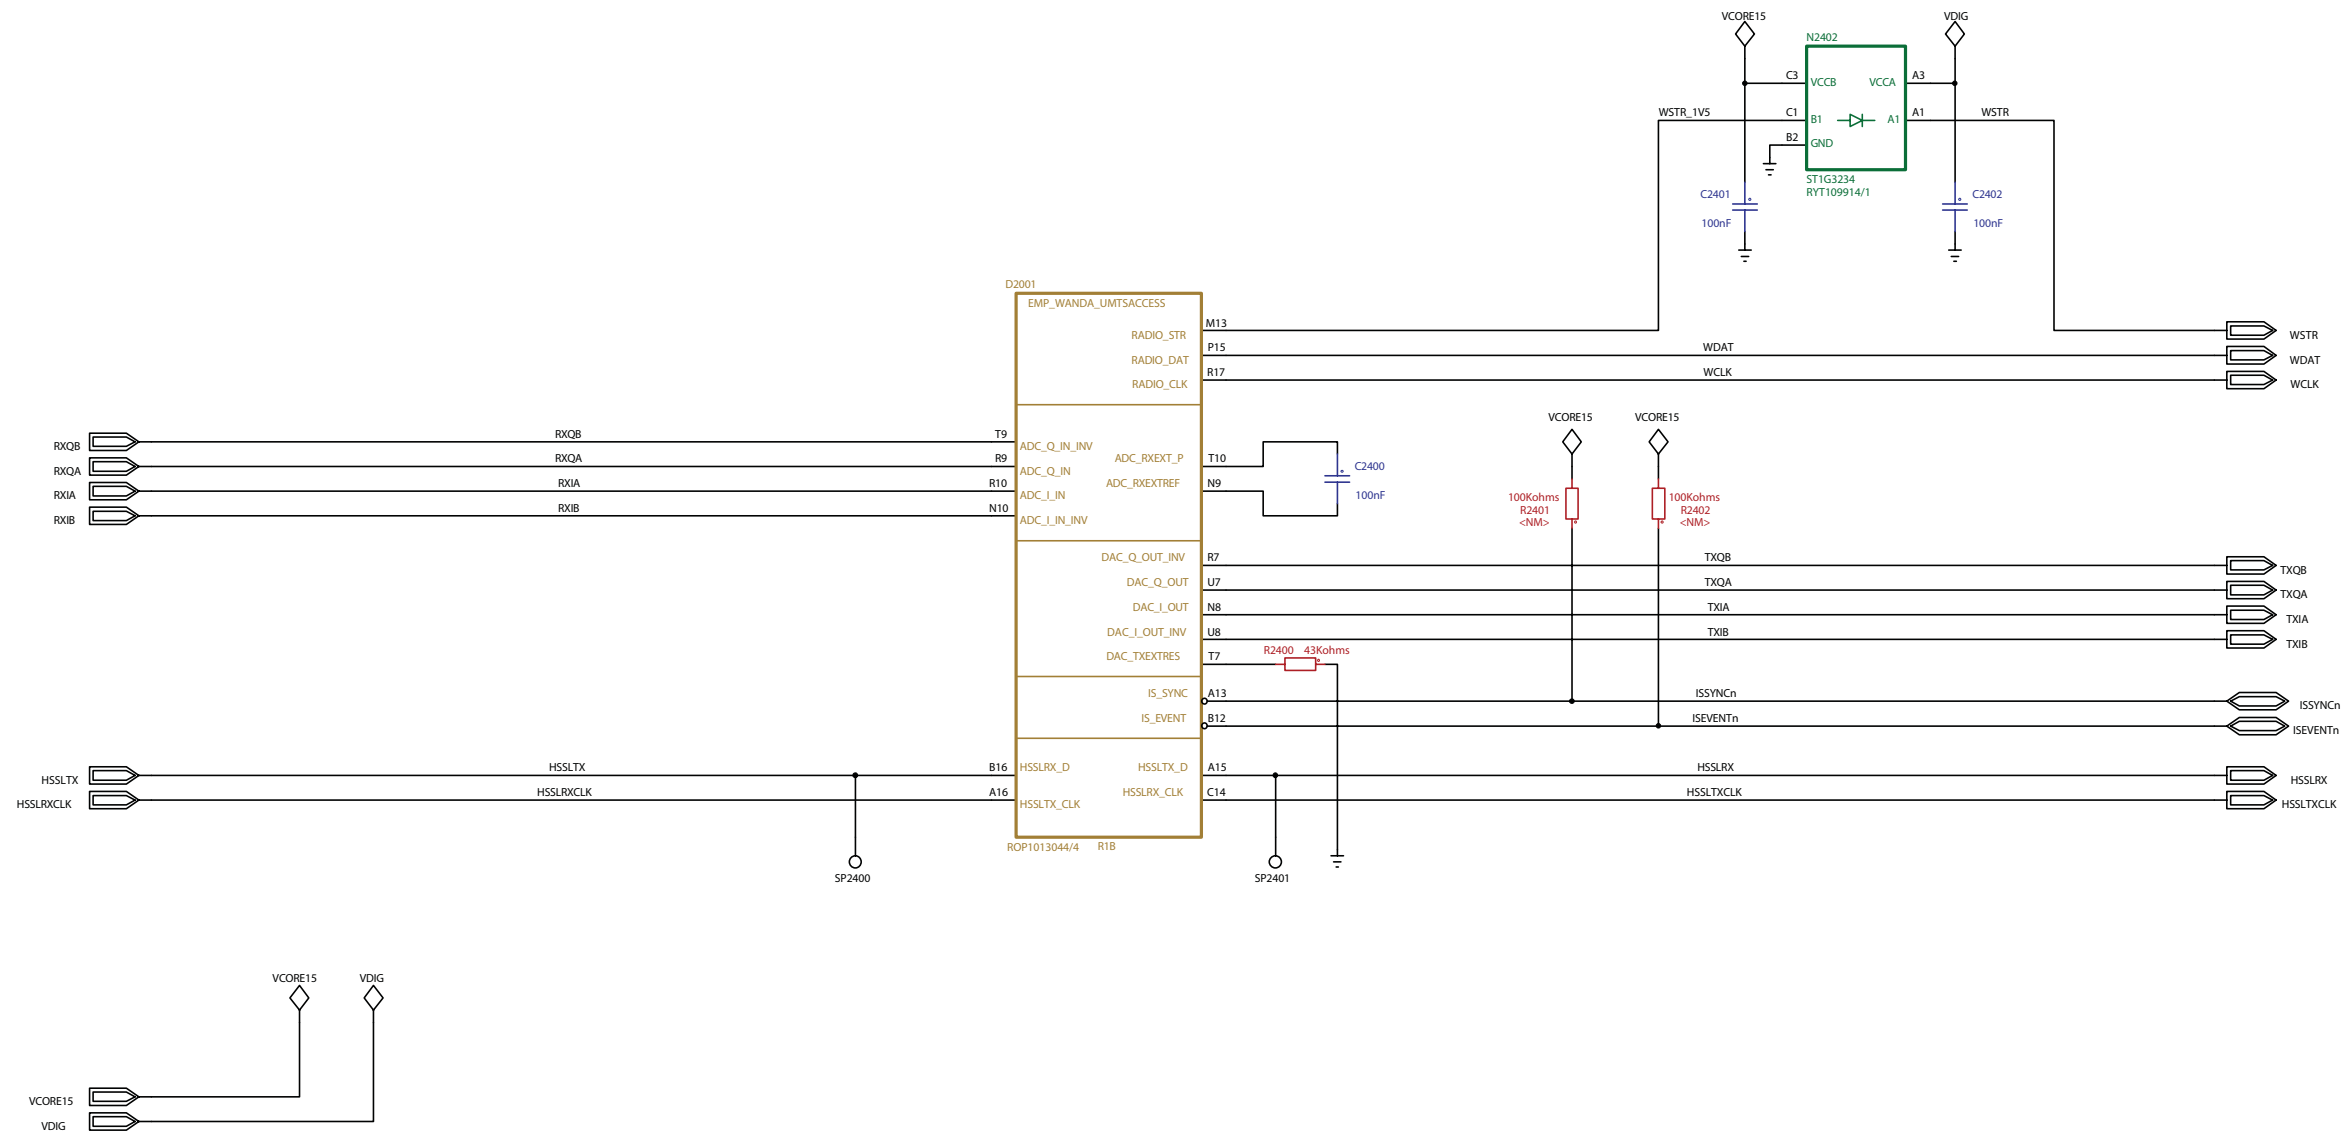 VCORE15 VDIG
N2402
C3 VCCB VCCA A3
WSTR_1V5 C1 B1 A1 A1 WSTR
B2 GND
ST1G3234
RYT109914/1
C2401 C2402
100nF 100nF
D2001
EMP_WANDA_UMTSACCESS
RADIO_STR M13 WSTR
RADIO_DAT P15 WDAT WDAT
RADIO_CLK R17 WCLK WCLK
VCORE15 VCORE15
RXQB RXQB T9 ADC_Q_IN_INV
RXQA RXQA R9 ADC_Q_IN ADC_RXEXT_P T10 C2400
RXIA RXIA R10 ADC_I_IN ADC_RXEXTREF N9 100nF
RXIB RXIB N10 ADC_I_IN_INV
100Kohms 100Kohms
R2401 R2402
<NM> <NM>
DAC_Q_OUT_INV R7 TXQB TXQB
DAC_Q_OUT U7 TXQA TXQA
DAC_I_OUT N8 TXIA TXIA
DAC_I_OUT_INV U8 TXIB TXIB
DAC_TXEXTRES T7 R2400 43Kohms
IS_SYNC A13 ISSYNCn ISSYNCn
IS_EVENT B12 ISEVENTn ISEVENTn
HSSLTX HSSLTX B16 HSSLRX_D HSSLTX_D A15 HSSLRX HSSLRX
HSSLRXCLK HSSLRXCLK A16 HSSLTX_CLK HSSLRX_CLK C14 HSSLTXCLK HSSLTXCLK
ROP1013044/4 R1B
SP2400 SP2401
VCORE15 VDIG
VCORE15
VDIG